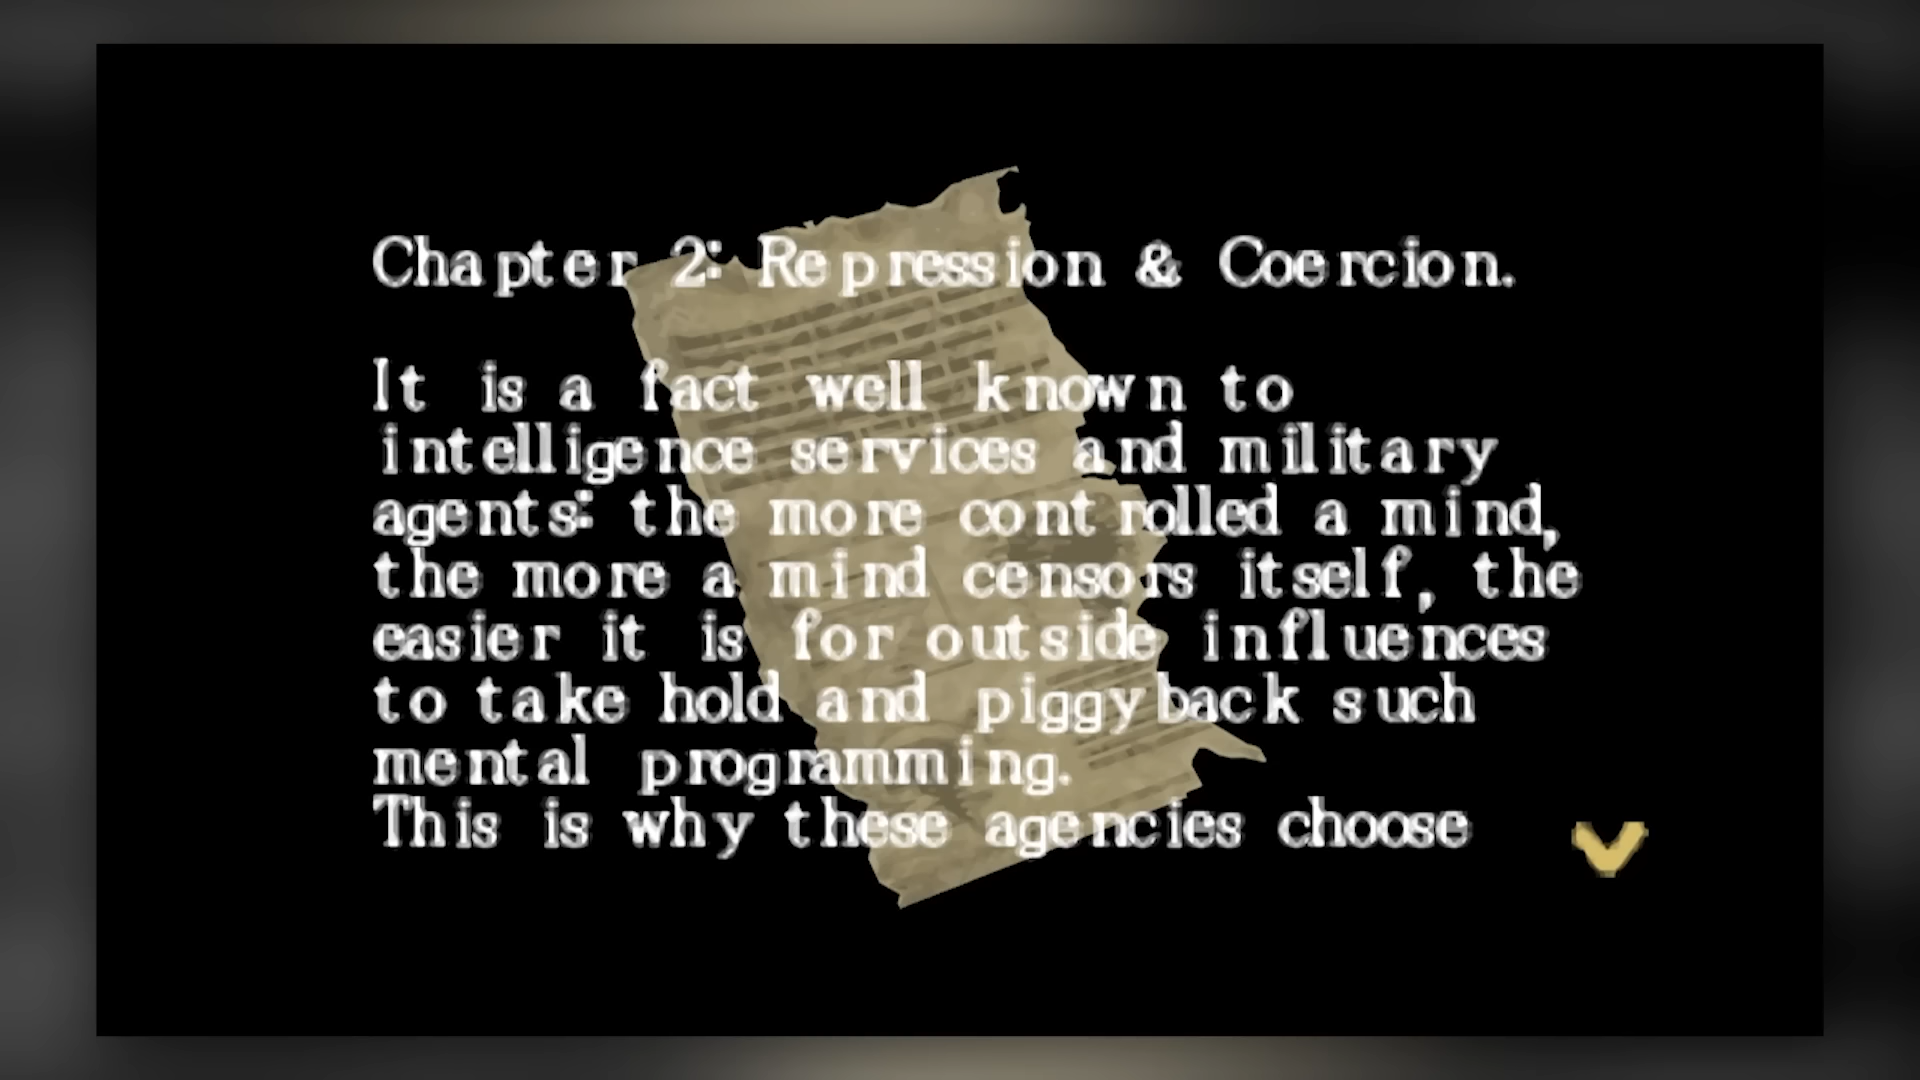 Chapter 2: Repression & Coercion.
It is a fact well known to
intelligence services and military
agents: the more controlled a mind,
the more a mind censors itself, the
easier it is for outside influences
to take hold and piggyback such
mental programming.
This is why these agencies choose